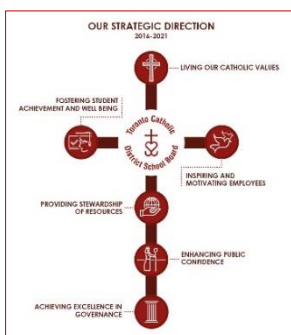 OUR STRATEGIC DIRECTION
2016-2021
LIVING OUR CATHOLIC VALUES
FOSTERING STUDENT
ACHIEVEMENT AND WELL BEING
Toronto Catholic
District School Board
INSPIRING AND
MOTIVATING EMPLOYEES
PROVIDING STEWARDSHIP
OF RESOURCES
ENHANCING PUBLIC
CONFIDENCE
ACHIEVING EXCELLENCE IN
GOVERNANCE